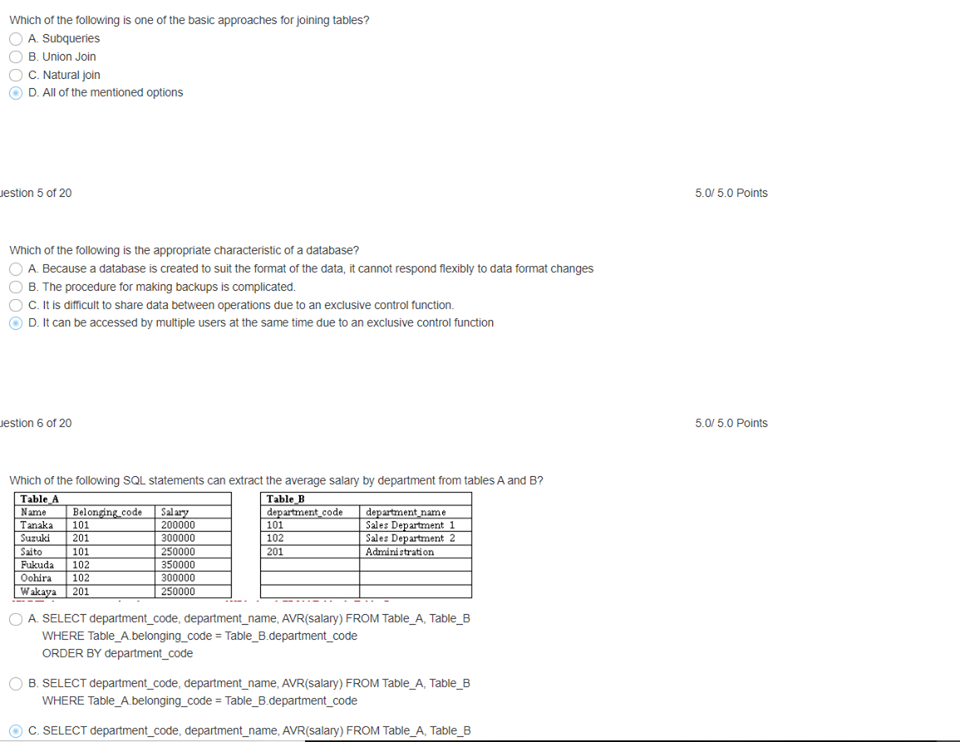 Which of the following is one of the basic approaches for joining tables?
A. Subqueries
B. Union Join
C. Natural join
D. All of the mentioned options
uestion 5 of 20 5.0/ 5.0 Points
Which of the following is the appropriate characteristic of a database?
A. Because a database is created to suit the format of the data, it cannot respond flexibly to data format changes
B. The procedure for making backups is complicated.
C. It is difficult to share data between operations due to an exclusive control function.
D. It can be accessed by multiple users at the same time due to an exclusive control function
uestion 6 of 20 5.0/ 5.0 Points
Which of the following SQL statements can extract the average salary by department from tables A and B?
Table_A Table_B
Name Belonging_code Salary department_code department_name
Tanaka 101 200000 101 Sales Department 1
Suzuki 201 300000 102 Sales Department 2
Saito 101 250000 201 Administration
Fukuda 102 350000
Oohira 102 300000
Wakaya 201 250000
A. SELECT department_code, department_name, AVR(salary) FROM Table_A, Table_B
WHERE Table_A.belonging_code = Table_B.department_code
ORDER BY department_code
B. SELECT department_code, department_name, AVR(salary) FROM Table_A, Table_B
WHERE Table_A.belonging_code = Table_B.department_code
C. SELECT department_code, department_name, AVR(salary) FROM Table_A, Table_B